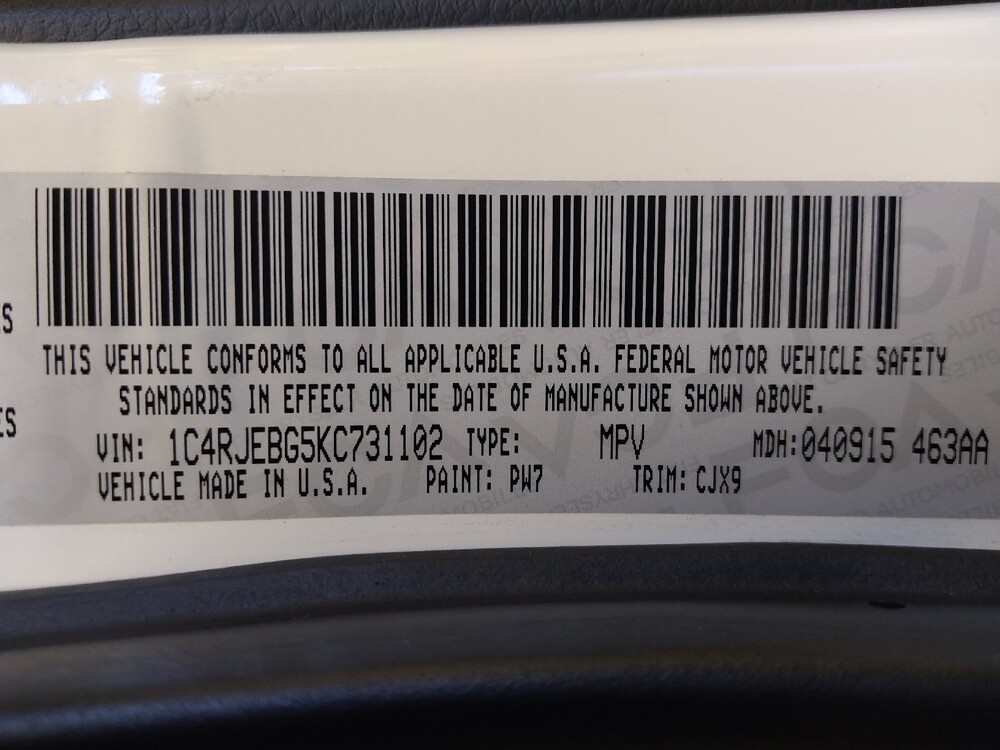 THIS VEHICLE CONFORMS TO ALL APPLICABLE U.S.A. FEDERAL MOTOR VEHICLE SAFETY
STANDARDS IN EFFECT ON THE DATE OF MANUFACTURE SHOWN ABOVE.
VIN: 1C4RJEBG5KC731102 TYPE: MPV MDH:040915 463AA
VEHICLE MADE IN U.S.A. PAINT: PW7 TRIM: CJX9